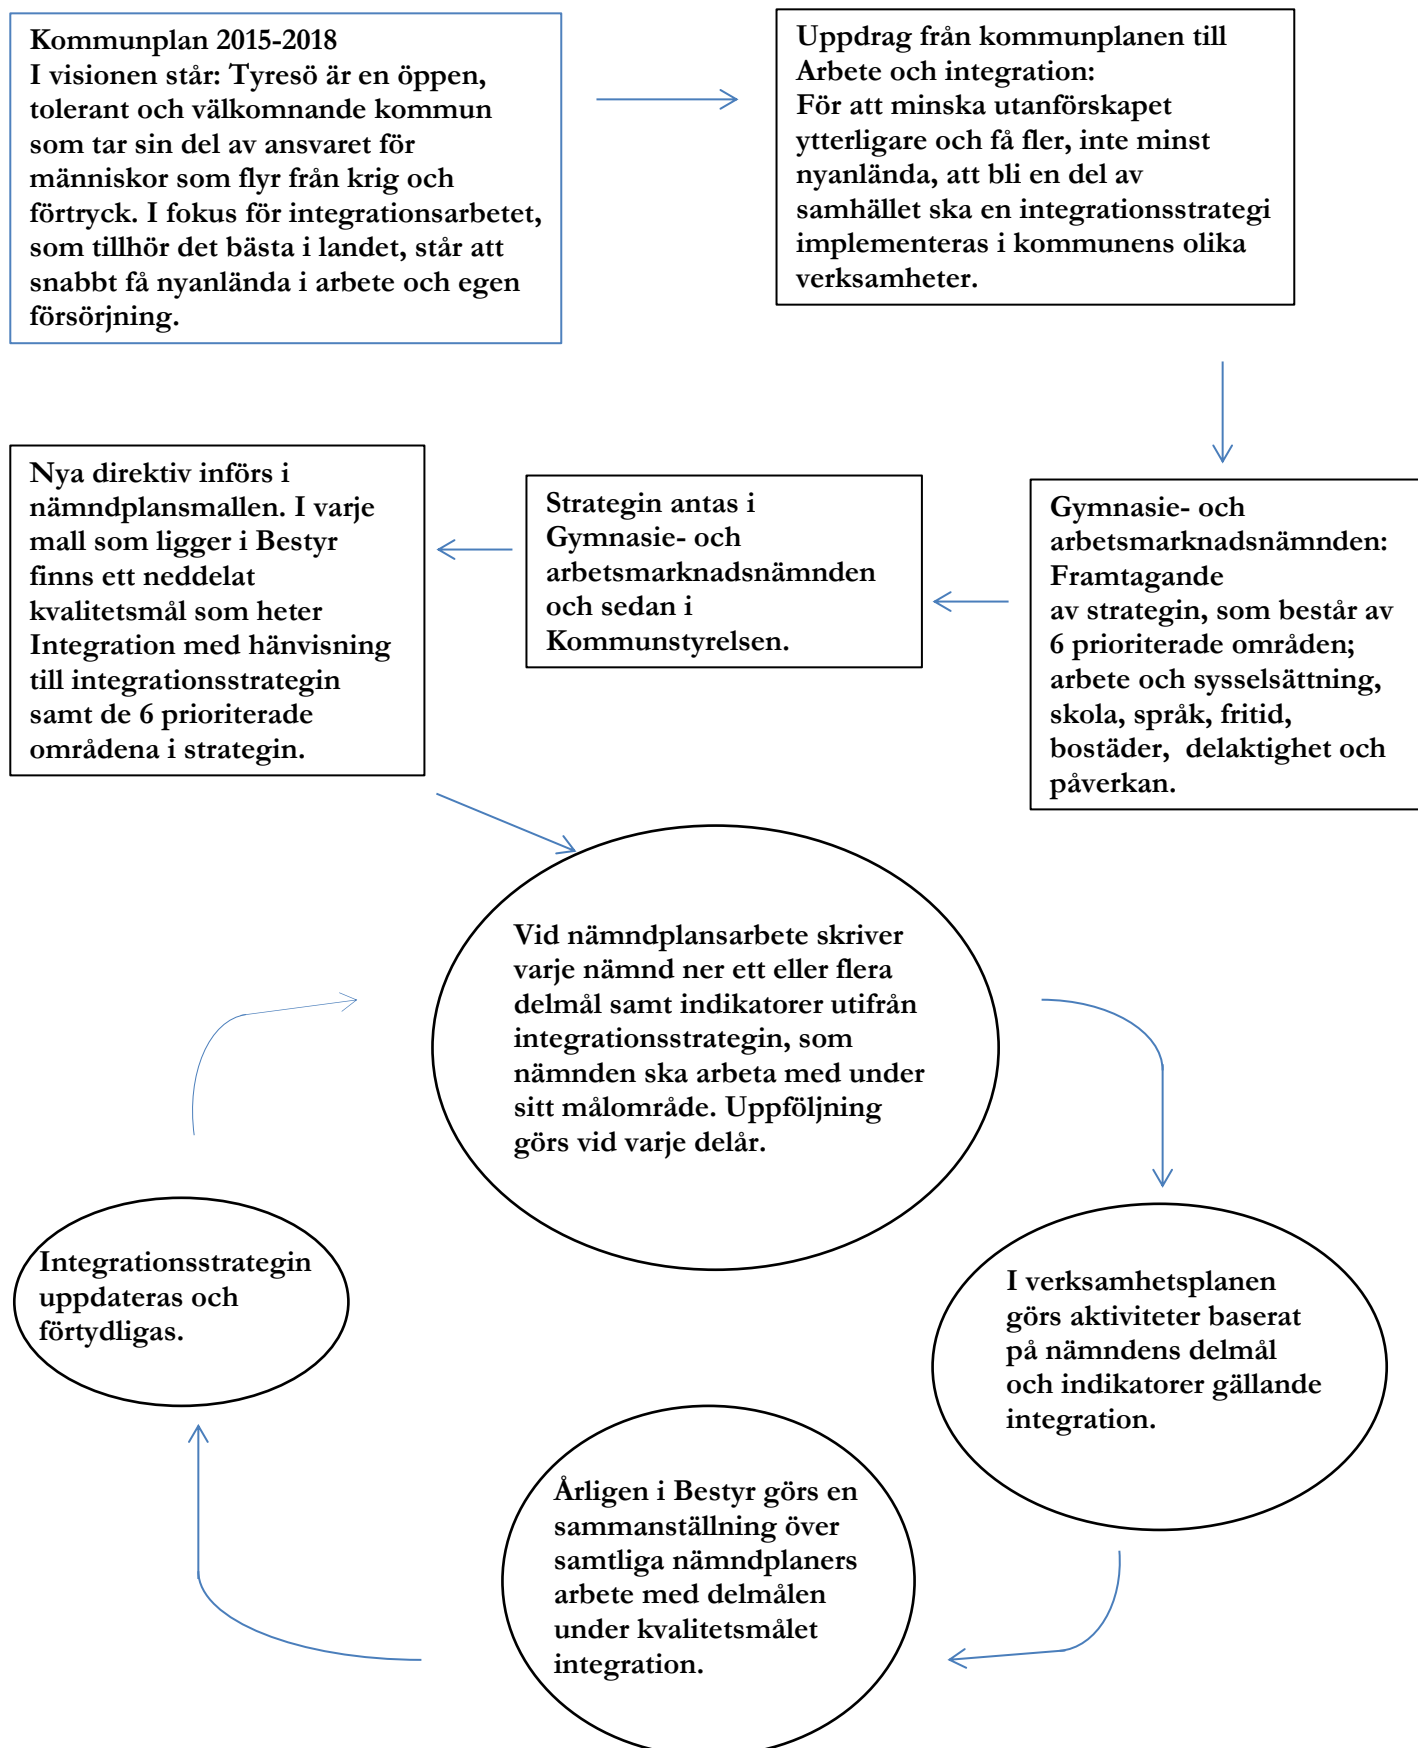 Kommunplan 2015-2018
I visionen står: Tyresö är en öppen,
tolerant och välkomnande kommun
som tar sin del av ansvaret för
människor som flyr från krig och
förtryck. I fokus för integrationsarbetet,
som tillhör det bästa i landet, står att
snabbt få nyanlända i arbete och egen
försörjning.
Uppdrag från kommunplanen till
Arbete och integration:
För att minska utanförskapet
ytterligare och få fler, inte minst
nyanlända, att bli en del av
samhället ska en integrationsstrategi
implementeras i kommunens olika
verksamheter.
Gymnasie- och
arbetsmarknadsnämnden:
Framtagande
av strategin, som består av
6 prioriterade områden;
arbete och sysselsättning,
skola, språk, fritid,
bostäder,  delaktighet och
påverkan.
Strategin antas i
Gymnasie- och
arbetsmarknadsnämnden
och sedan i
Kommunstyrelsen.
Nya direktiv införs i
nämndplansmallen. I varje
mall som ligger i Bestyr
finns ett neddelat
kvalitetsmål som heter
Integration med hänvisning
till integrationsstrategin
samt de 6 prioriterade
områdena i strategin.
Vid nämndplansarbete skriver
varje nämnd ner ett eller flera
delmål samt indikatorer utifrån
integrationsstrategin, som
nämnden ska arbeta med under
sitt målområde. Uppföljning
görs vid varje delår.
I verksamhetsplanen
görs aktiviteter baserat
på nämndens delmål
och indikatorer gällande
integration.
Årligen i Bestyr görs en
sammanställning över
samtliga nämndplaners
arbete med delmålen
under kvalitetsmålet
integration.
Integrationsstrategin
uppdateras och
förtydligas.